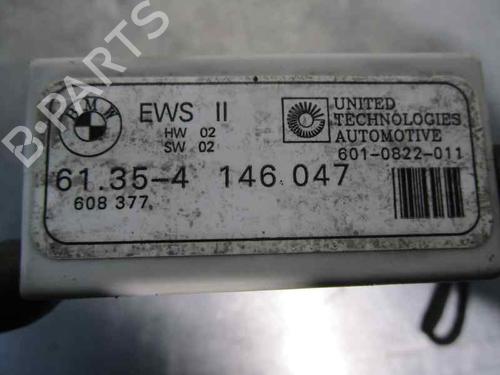 B-PARTS
BMW
EWS II
HW 02
SW 02
UNITED
TECHNOLOGIES
AUTOMOTIVE
601-0822-011
61.35-4 146.047
608 377